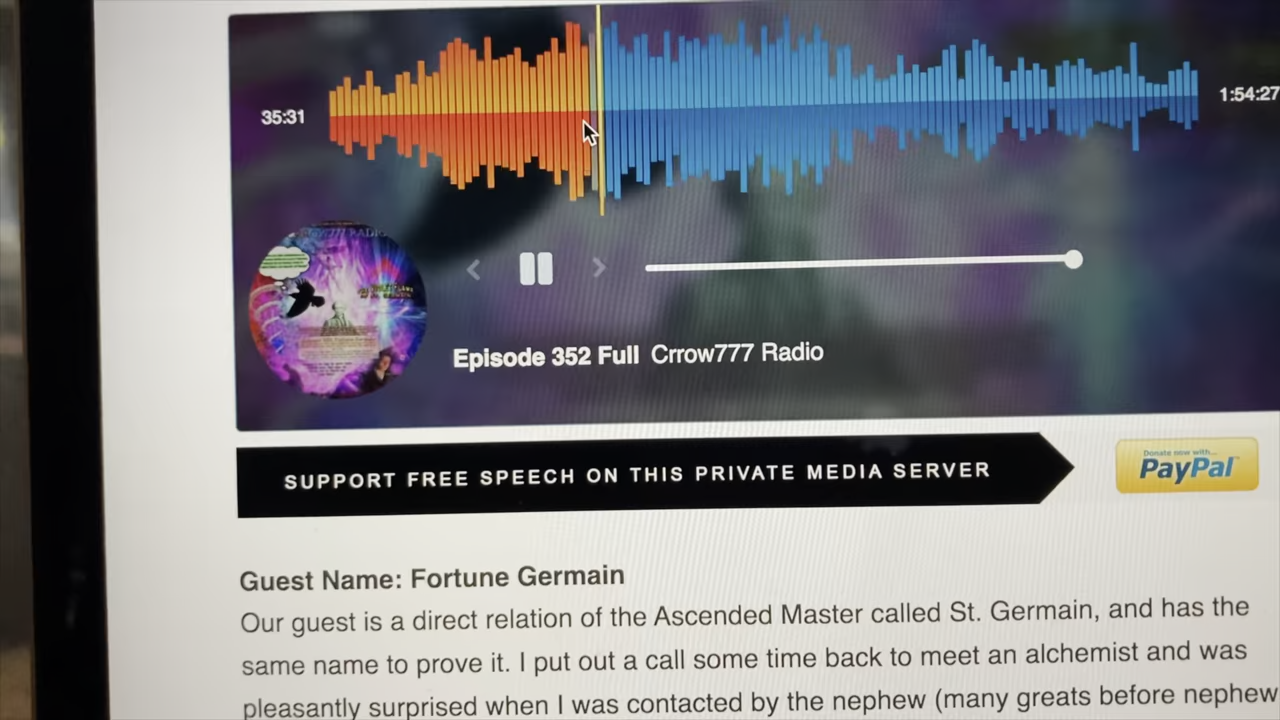 35:31
1:54:27
Episode 352 Full Crrow777 Radio
SUPPORT FREE SPEECH ON THIS PRIVATE MEDIA SERVER
Donate now with...
PayPal
Guest Name: Fortune Germain
Our guest is a direct relation of the Ascended Master called St. Germain, and has the
same name to prove it. I put out a call some time back to meet an alchemist and was
pleasantly surprised when I was contacted by the nephew (many greats before nephew